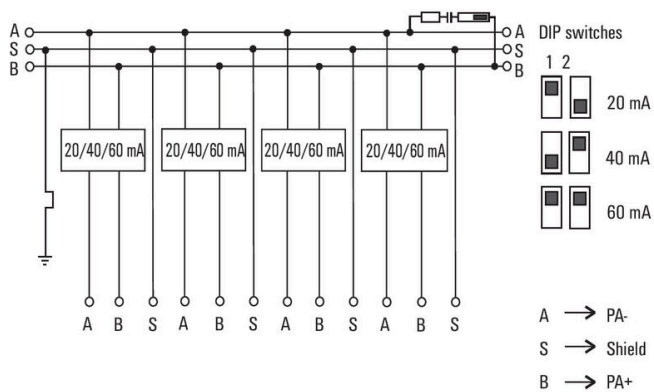 A A DIP switches
S S
B B 1 2
20/40/60 mA 20/40/60 mA 20/40/60 mA 20/40/60 mA
20 mA
40 mA
60 mA
A B S A B S A B S A B S
A → PA-
S → Shield
B → PA+